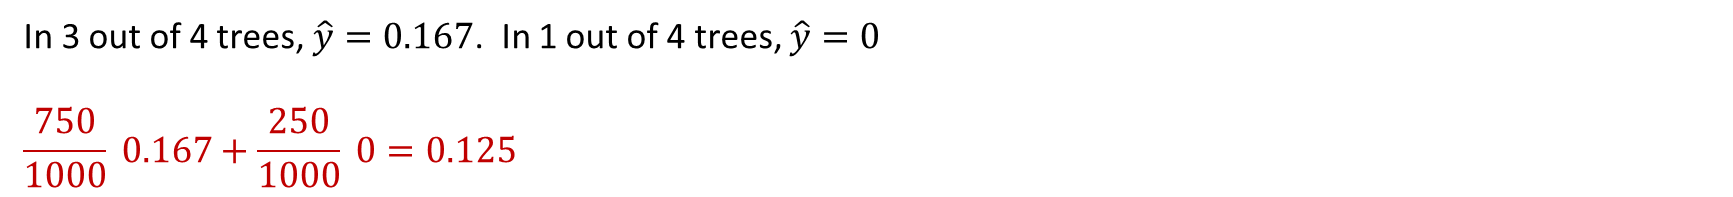 In 3 out of 4 trees, ŷ = 0.167. In 1 out of 4 trees, ŷ = 0
750/1000 0.167 + 250/1000 0 = 0.125